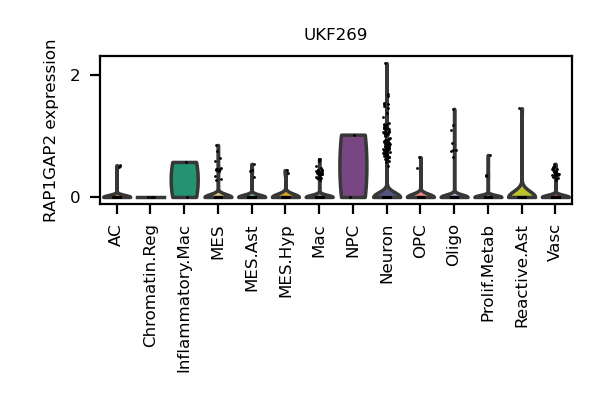 UKF269
RAP1GAP2 expression
2
0
AC
Chromatin.Reg
Inflammatory.Mac
MES
MES.Ast
MES.Hyp
Mac
NPC
Neuron
OPC
Oligo
Prolif.Metab
Reactive.Ast
Vasc